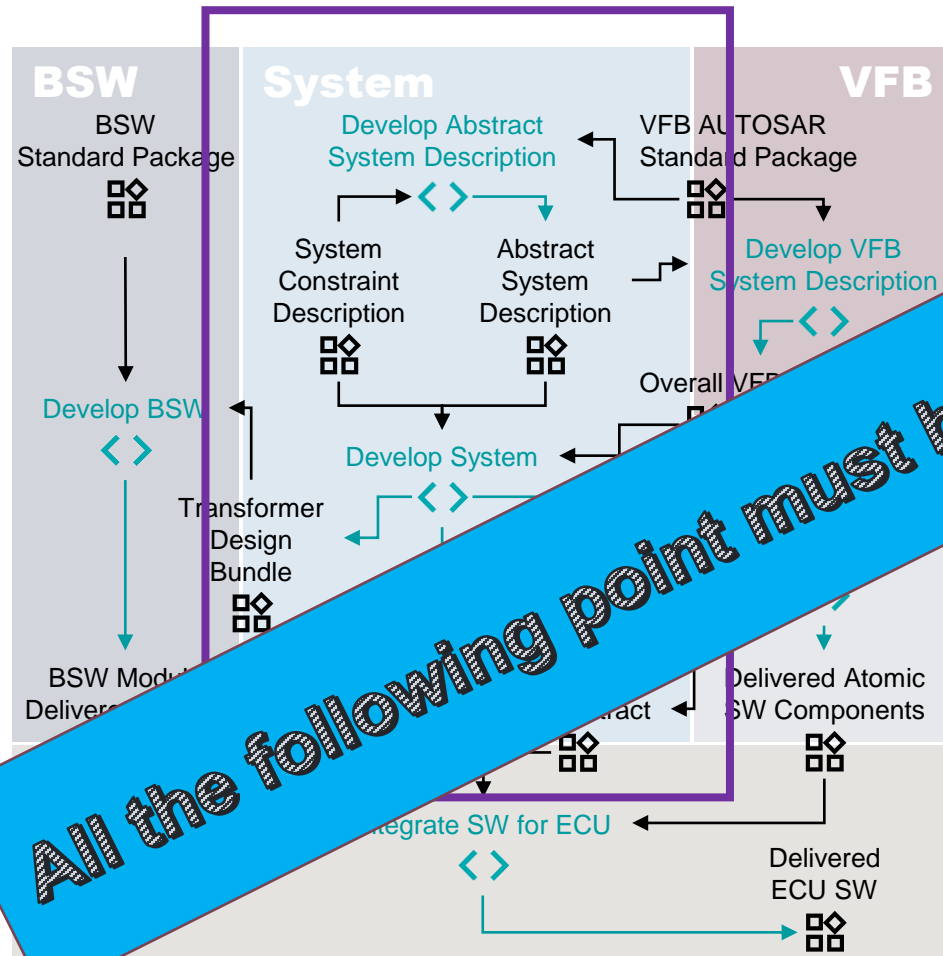 BSW
System
VFB
BSW
Standard Package
Develop Abstract
System Description
VFB AUTOSAR
Standard Package
System
Constraint
Description
Abstract
System
Description
Develop VFB
System Description
Overall VFB
Develop BSW
Develop System
Transformer
Design
Bundle
All the following point must b
BSW Modul
Deliver
tract
Delivered Atomic
SW Components
tegrate SW for ECU
Delivered
ECU SW